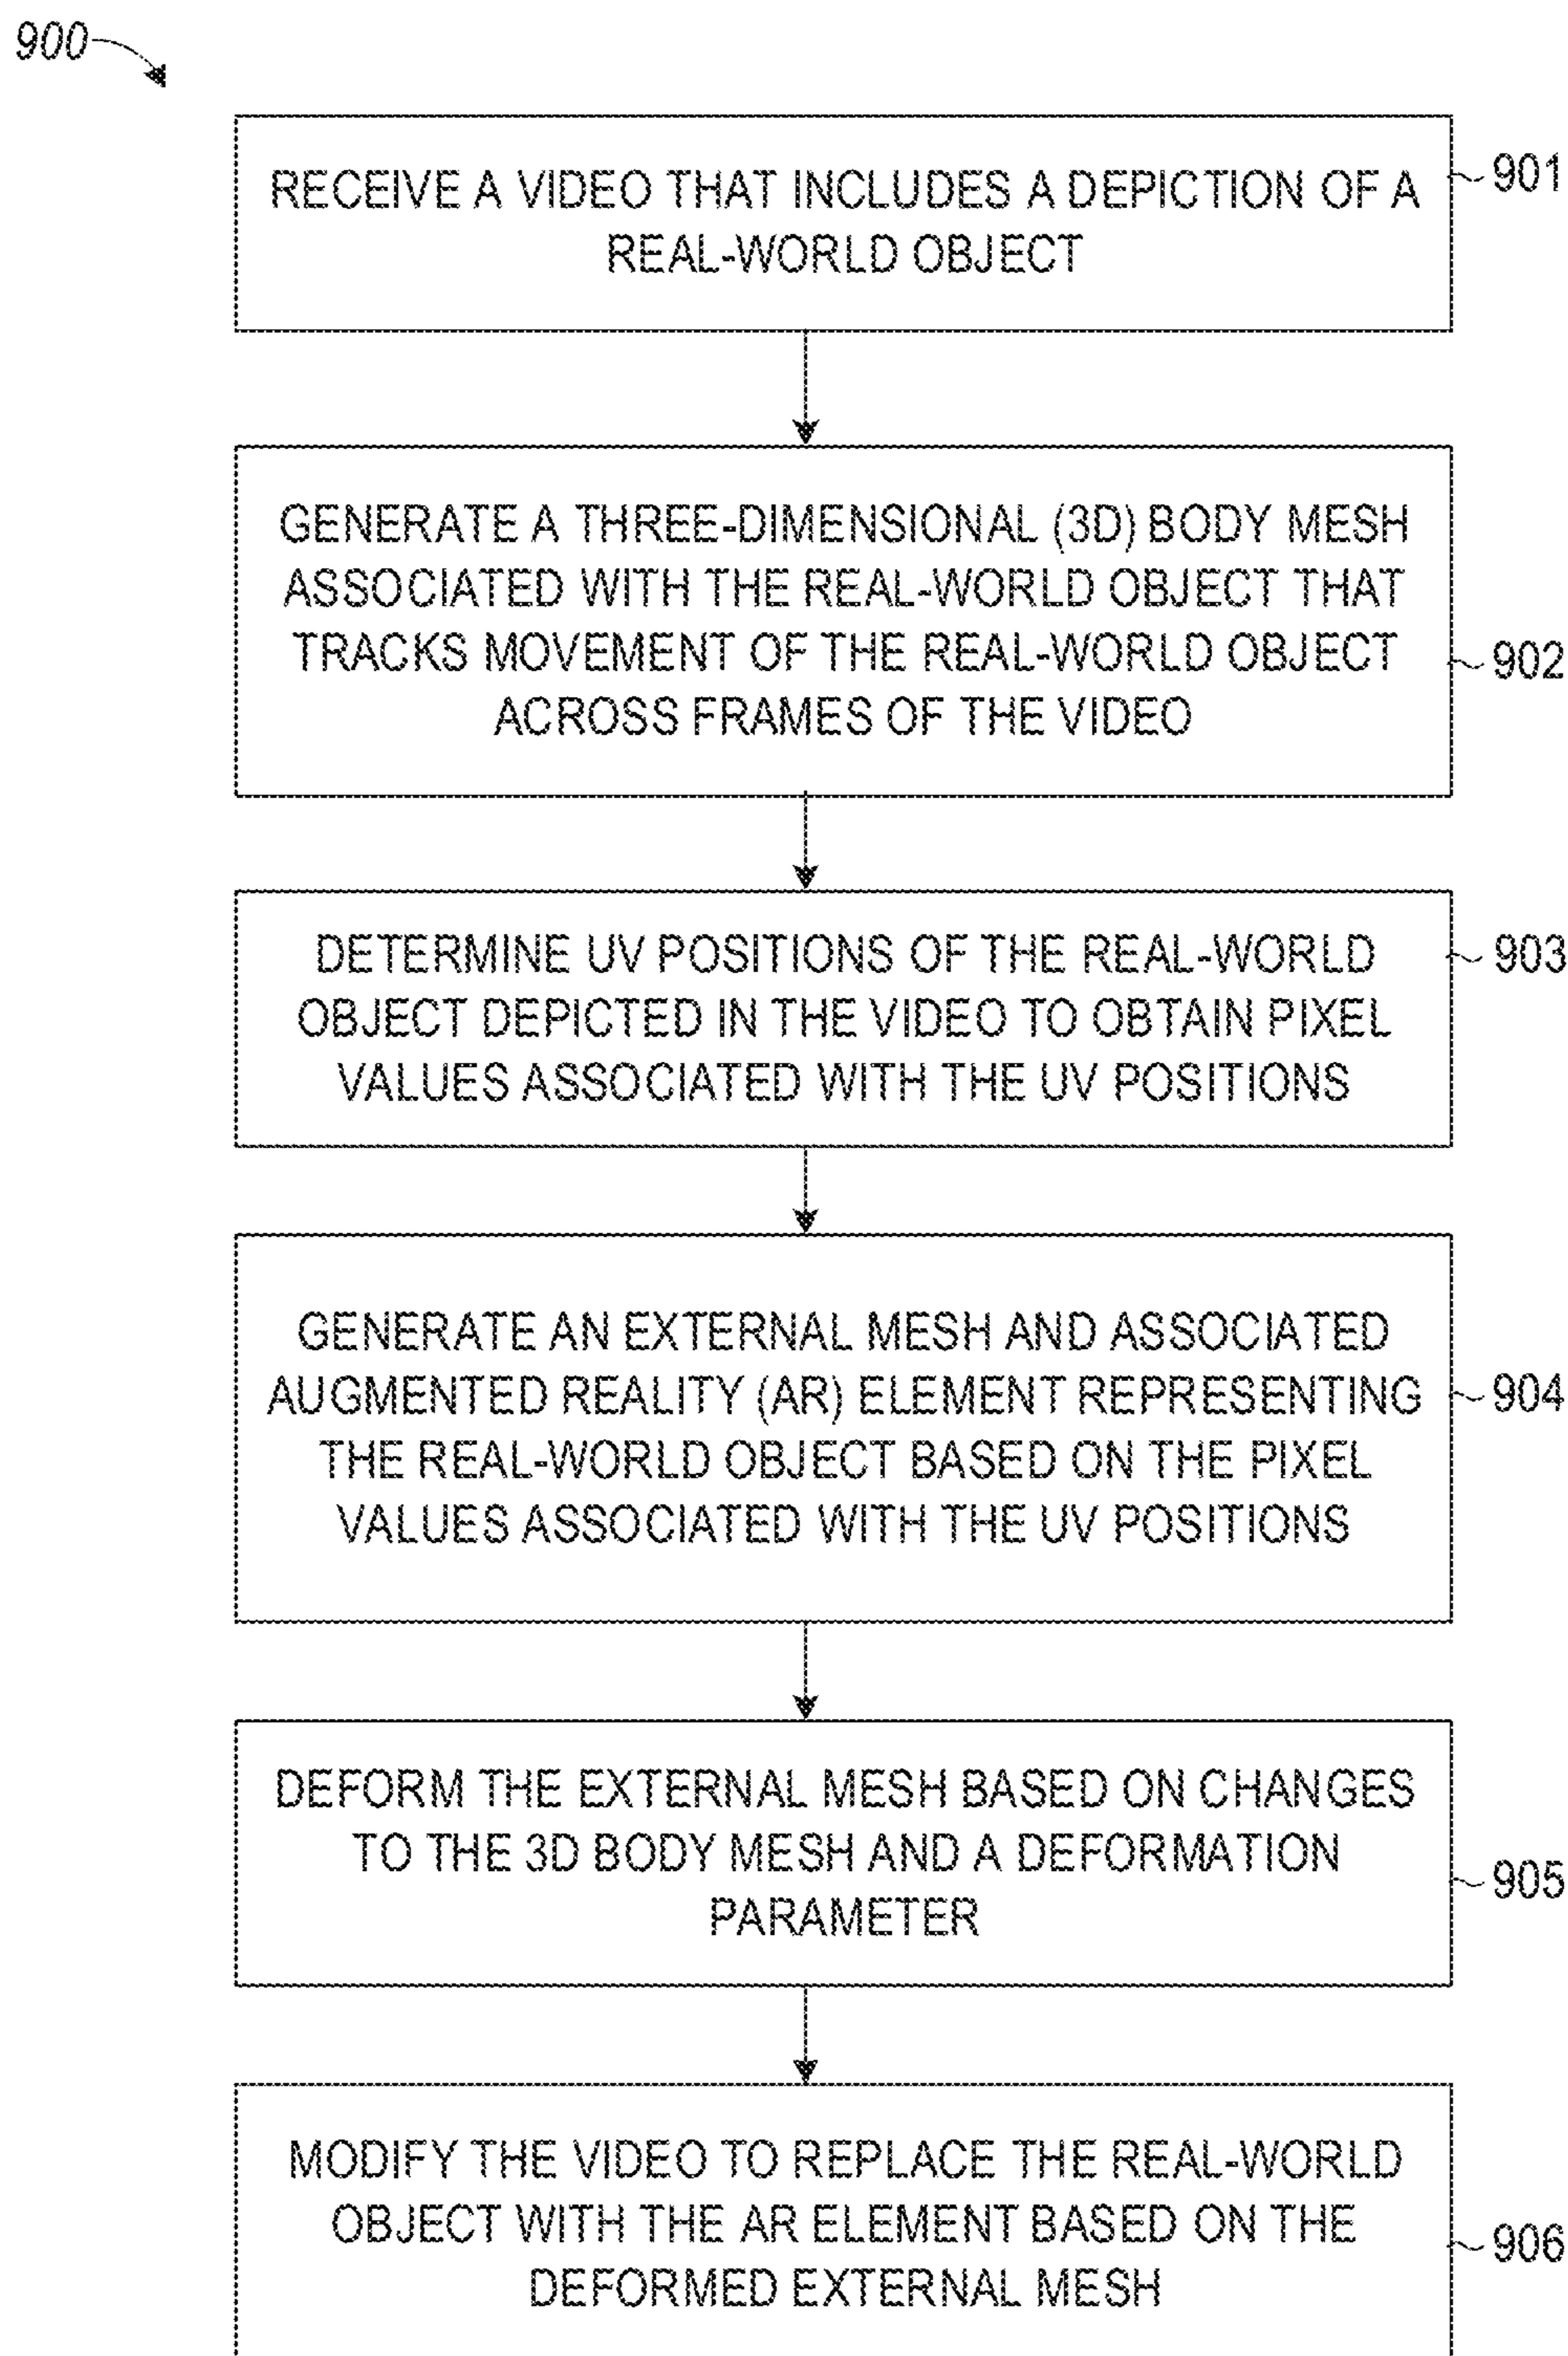 900
RECEIVE A VIDEO THAT INCLUDES A DEPICTION OF A
REAL-WORLD OBJECT
901
GENERATE A THREE-DIMENSIONAL (3D) BODY MESH
ASSOCIATED WITH THE REAL-WORLD OBJECT THAT
TRACKS MOVEMENT OF THE REAL-WORLD OBJECT
ACROSS FRAMES OF THE VIDEO
902
DETERMINE UV POSITIONS OF THE REAL-WORLD
OBJECT DEPICTED IN THE VIDEO TO OBTAIN PIXEL
VALUES ASSOCIATED WITH THE UV POSITIONS
903
GENERATE AN EXTERNAL MESH AND ASSOCIATED
AUGMENTED REALITY (AR) ELEMENT REPRESENTING
THE REAL-WORLD OBJECT BASED ON THE PIXEL
VALUES ASSOCIATED WITH THE UV POSITIONS
904
DEFORM THE EXTERNAL MESH BASED ON CHANGES
TO THE 3D BODY MESH AND A DEFORMATION
PARAMETER
905
MODIFY THE VIDEO TO REPLACE THE REAL-WORLD
OBJECT WITH THE AR ELEMENT BASED ON THE
DEFORMED EXTERNAL MESH
906